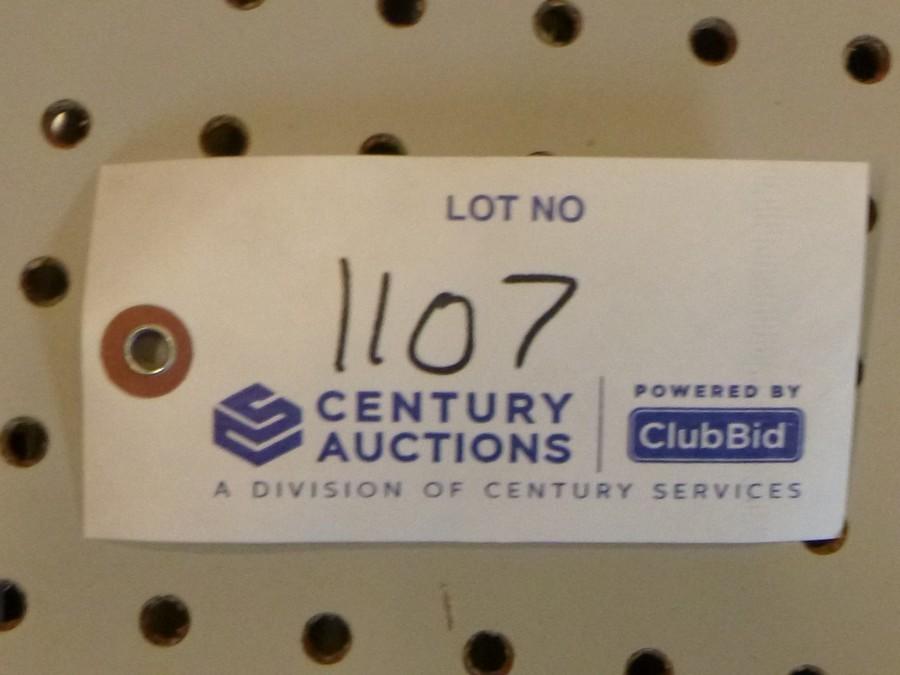 LOT NO
1107
CENTURY
AUCTIONS
POWERED BY
ClubBid
A DIVISION OF CENTURY SERVICES